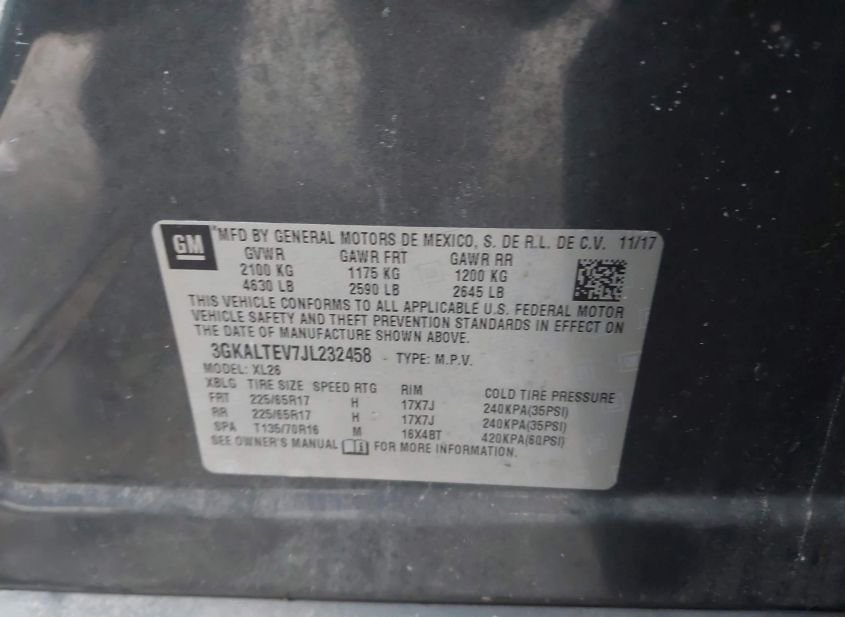 GM *MFD BY GENERAL MOTORS DE MEXICO, S. DE R.L. DE C.V. 11/17
GVWR GAWR FRT GAWR RR
2100 KG 1175 KG 1200 KG
4630 LB 2590 LB 2645 LB
THIS VEHICLE CONFORMS TO ALL APPLICABLE U.S. FEDERAL MOTOR
VEHICLE SAFETY AND THEFT PREVENTION STANDARDS IN EFFECT ON
THE DATE OF MANUFACTURE SHOWN ABOVE.
3GKALTEV7JL232458 - TYPE: M.P.V.
MODEL: XL26
XBLG TIRE SIZE SPEED RTG RIM COLD TIRE PRESSURE
FRT 225/65R17 H 17X7J 240KPA(35PSI)
RR 225/65R17 H 17X7J 240KPA(35PSI)
SPA T135/70R16 M 16X4BT 420KPA(60PSI)
SEE OWNER'S MANUAL FOR MORE INFORMATION.